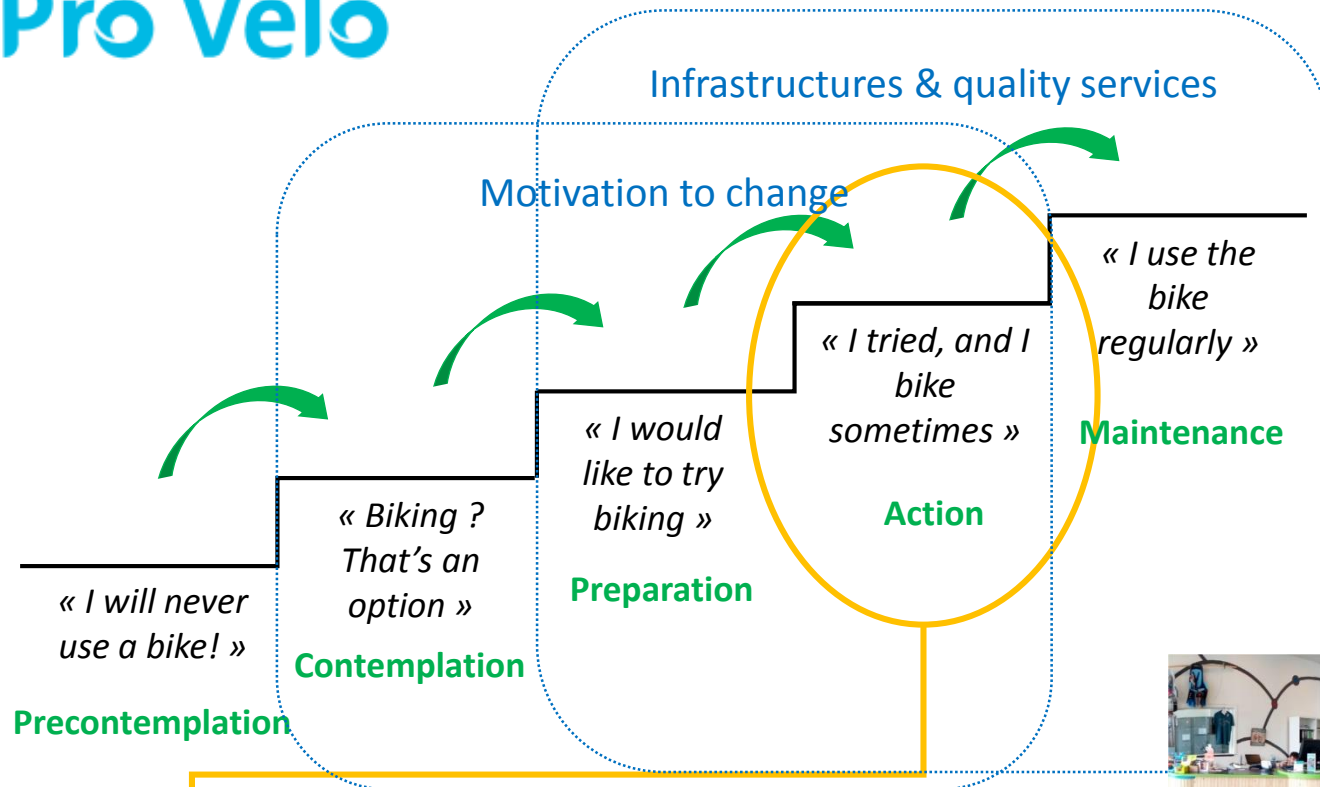 Pro Velo
Infrastructures & quality services
Motivation to change
« I will never
use a bike! »
Precontemplation
« Biking ?
That's an
option »
Contemplation
« I would
like to try
biking »
Preparation
« I tried, and I
bike
sometimes »
Action
« I use the
bike
regularly »
Maintenance